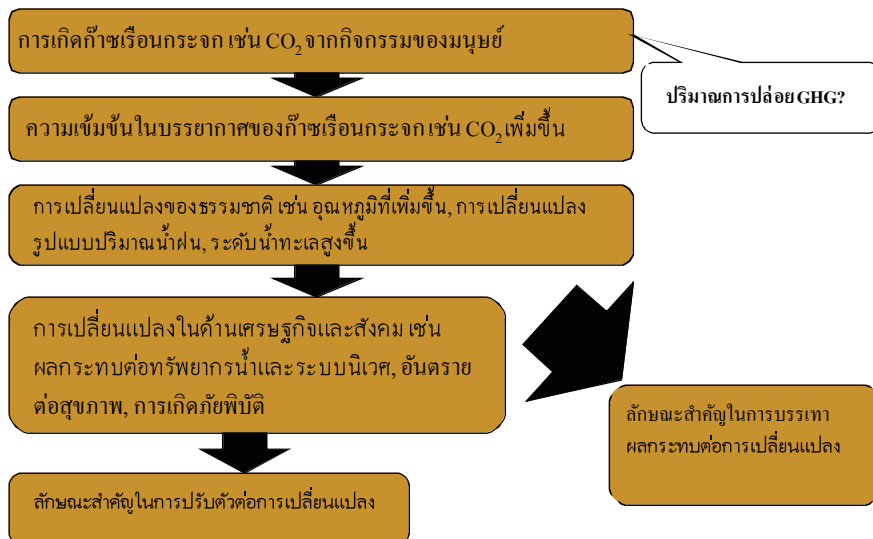 การเกิดก๊าซเรือนกระจก เช่น CO₂ จากกิจกรรมของมนุษย์
ปริมาณการปล่อย GHG?
ความเข้มข้นในบรรยากาศของก๊าซเรือนกระจก เช่น CO₂ เพิ่มขึ้น
การเปลี่ยนแปลงของธรรมชาติ เช่น อุณหภูมิที่เพิ่มขึ้น, การเปลี่ยนแปลง
รูปแบบปริมาณน้ำฝน, ระดับน้ำทะเลสูงขึ้น
การเปลี่ยนแปลงในด้านเศรษฐกิจและสังคม เช่น
ผลกระทบต่อทรัพยากรน้ำและระบบนิเวศ, อันตราย
ต่อสุขภาพ, การเกิดภัยพิบัติ
ลักษณะสำคัญในการบรรเทา
ผลกระทบต่อการเปลี่ยนแปลง
ลักษณะสำคัญในการปรับตัวต่อการเปลี่ยนแปลง